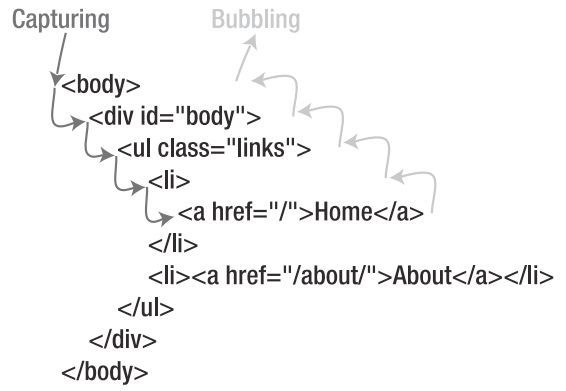 Capturing Bubbling
<body>
<div id="body">
<ul class="links">
<li>
<a href="/">Home</a>
</li>
<li><a href="/about/">About</a></li>
</ul>
</div>
</body>